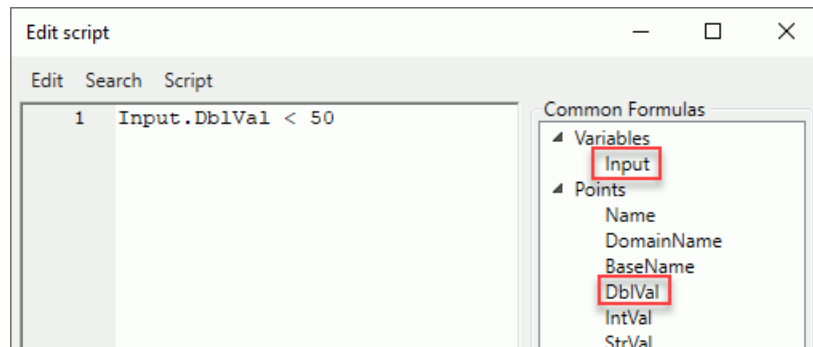 Edit script
Edit Search Script
1 Input.DblVal < 50
Common Formulas
Variables
Input
Points
Name
DomainName
BaseName
DblVal
IntVal
StrVal